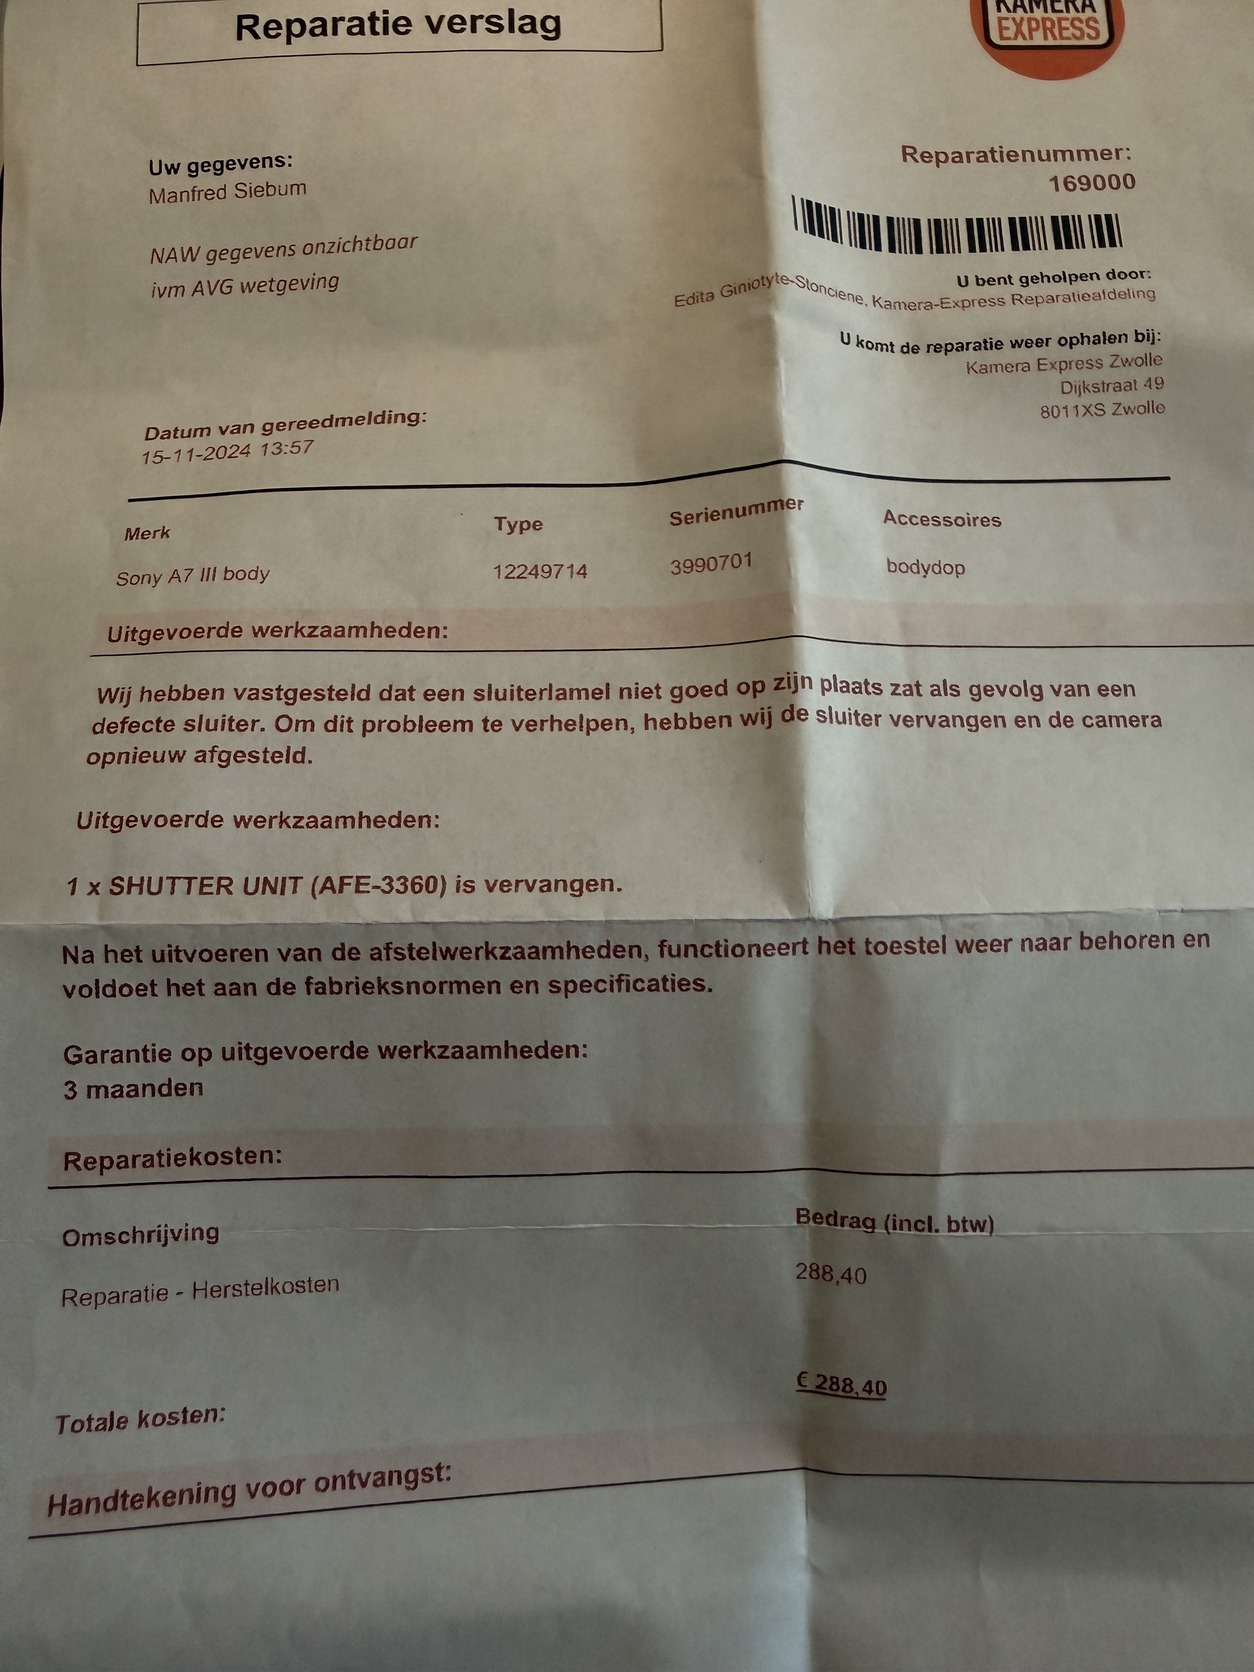 Reparatie verslag
KAMERA
EXPRESS
Uw gegevens:
Manfred Siebum
NAW gegevens onzichtbaar
ivm AVG wetgeving
Reparatienummer:
169000
U bent geholpen door:
Edita Giniotyte-Stonciene, Kamera-Express Reparatieafdeling
U komt de reparatie weer ophalen bij:
Kamera Express Zwolle
Dijkstraat 49
8011XS Zwolle
Datum van gereedmelding:
15-11-2024 13:57
Merk Type Serienummer Accessoires
Sony A7 III body 12249714 3990701 bodydop
Uitgevoerde werkzaamheden:
Wij hebben vastgesteld dat een sluiterlamel niet goed op zijn plaats zat als gevolg van een
defecte sluiter. Om dit probleem te verhelpen, hebben wij de sluiter vervangen en de camera
opnieuw afgesteld.
Uitgevoerde werkzaamheden:
1 x SHUTTER UNIT (AFE-3360) is vervangen.
Na het uitvoeren van de afstelwerkzaamheden, functioneert het toestel weer naar behoren en
voldoet het aan de fabrieksnormen en specificaties.
Garantie op uitgevoerde werkzaamheden:
3 maanden
Reparatiekosten:
Omschrijving Bedrag (incl. btw)
Reparatie - Herstelkosten 288,40
€ 288,40
Totale kosten:
Handtekening voor ontvangst: